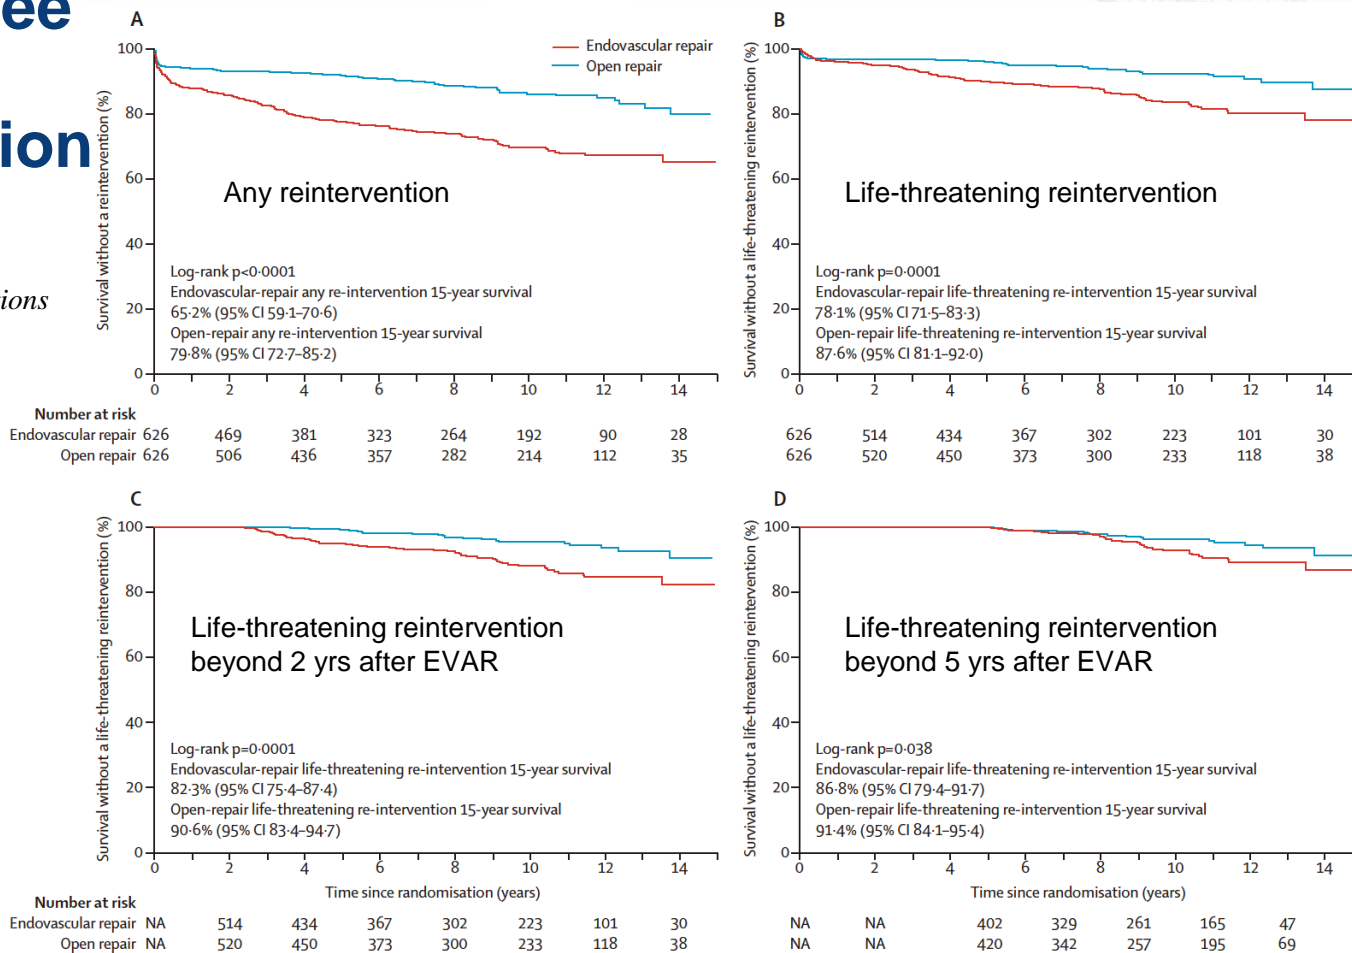 ee
tion
ions
A
Endovascular repair
Open repair
Survival without a reintervention (%)
100
80
60
40
20
0
Any reintervention
Log-rank p<0·0001
Endovascular-repair any re-intervention 15-year survival
65·2% (95% CI 59·1–70·6)
Open-repair any re-intervention 15-year survival
79·8% (95% CI 72·7–85·2)
0 2 4 6 8 10 12 14
Number at risk
Endovascular repair 626 469 381 323 264 192 90 28
Open repair 626 506 436 357 282 214 112 35
B
Survival without a life-threatening reintervention (%)
100
80
60
40
20
0
Life-threatening reintervention
Log-rank p=0·0001
Endovascular-repair life-threatening re-intervention 15-year survival
78·1% (95% CI 71·5–83·3)
Open-repair life-threatening re-intervention 15-year survival
87·6% (95% CI 81·1–92·0)
0 2 4 6 8 10 12 14
626 514 434 367 302 223 101 30
626 520 450 373 300 233 118 38
C
Survival without a life-threatening reintervention (%)
100
80
60
40
20
0
Life-threatening reintervention
beyond 2 yrs after EVAR
Log-rank p=0·0001
Endovascular-repair life-threatening re-intervention 15-year survival
82·3% (95% CI 75·4–87·4)
Open-repair life-threatening re-intervention 15-year survival
90·6% (95% CI 83·4–94·7)
0 2 4 6 8 10 12 14
Time since randomisation (years)
Number at risk
Endovascular repair NA 514 434 367 302 223 101 30
Open repair NA 520 450 373 300 233 118 38
D
Survival without a life-threatening reintervention (%)
100
80
60
40
20
0
Life-threatening reintervention
beyond 5 yrs after EVAR
Log-rank p=0·038
Endovascular-repair life-threatening re-intervention 15-year survival
86·8% (95% CI 79·4–91·7)
Open-repair life-threatening re-intervention 15-year survival
91·4% (95% CI 84·1–95·4)
0 2 4 6 8 10 12 14
Time since randomisation (years)
NA NA 402 329 261 165 47
NA NA 420 342 257 195 69